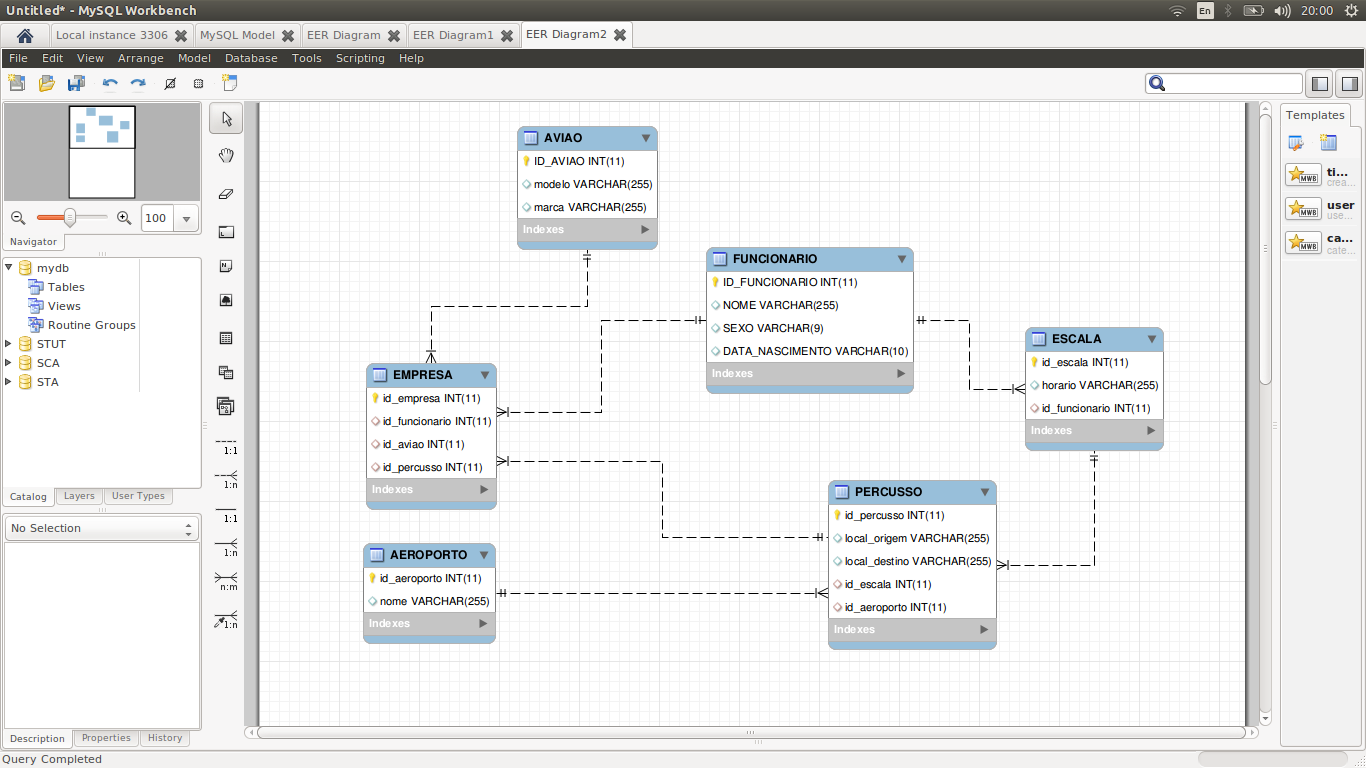 Untitled* - MySQL Workbench
En
20:00
Local instance 3306
MySQL Model
EER Diagram
EER Diagram1
EER Diagram2
File Edit View Arrange Model Database Tools Scripting Help
100
Navigator
mydb
Tables
Views
Routine Groups
STUT
SCA
STA
Catalog
Layers
User Types
No Selection
Description
Properties
History
Query Completed
1:1
1:n
1:1
1:n
n:m
1:n
AVIAO
ID_AVIAO INT(11)
modelo VARCHAR(255)
marca VARCHAR(255)
Indexes
FUNCIONARIO
ID_FUNCIONARIO INT(11)
NOME VARCHAR(255)
SEXO VARCHAR(9)
DATA_NASCIMENTO VARCHAR(10)
Indexes
ESCALA
id_escala INT(11)
horario VARCHAR(255)
id_funcionario INT(11)
Indexes
EMPRESA
id_empresa INT(11)
id_funcionario INT(11)
id_aviao INT(11)
id_percusso INT(11)
Indexes
PERCUSSO
id_percusso INT(11)
local_origem VARCHAR(255)
local_destino VARCHAR(255)
id_escala INT(11)
id_aeroporto INT(11)
Indexes
AEROPORTO
id_aeroporto INT(11)
nome VARCHAR(255)
Indexes
Templates
MWB
ti...
crea...
MWB
user
use...
MWB
ca...
cate...